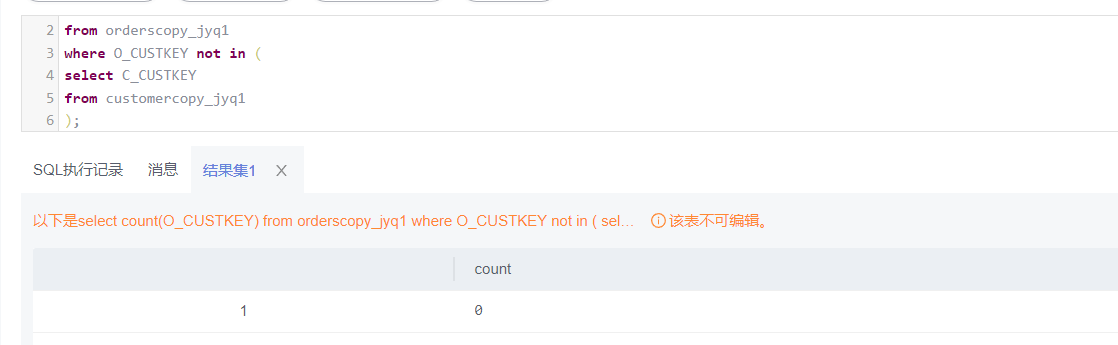 2 from orderscopy_jyq1
3 where O_CUSTKEY not in (
4 select C_CUSTKEY
5 from customercopy_jyq1
6 );
SQL执行记录 消息 结果集1 ×
以下是select count(O_CUSTKEY) from orderscopy_jyq1 where O_CUSTKEY not in ( sel... 该表不可编辑。
count
1 0